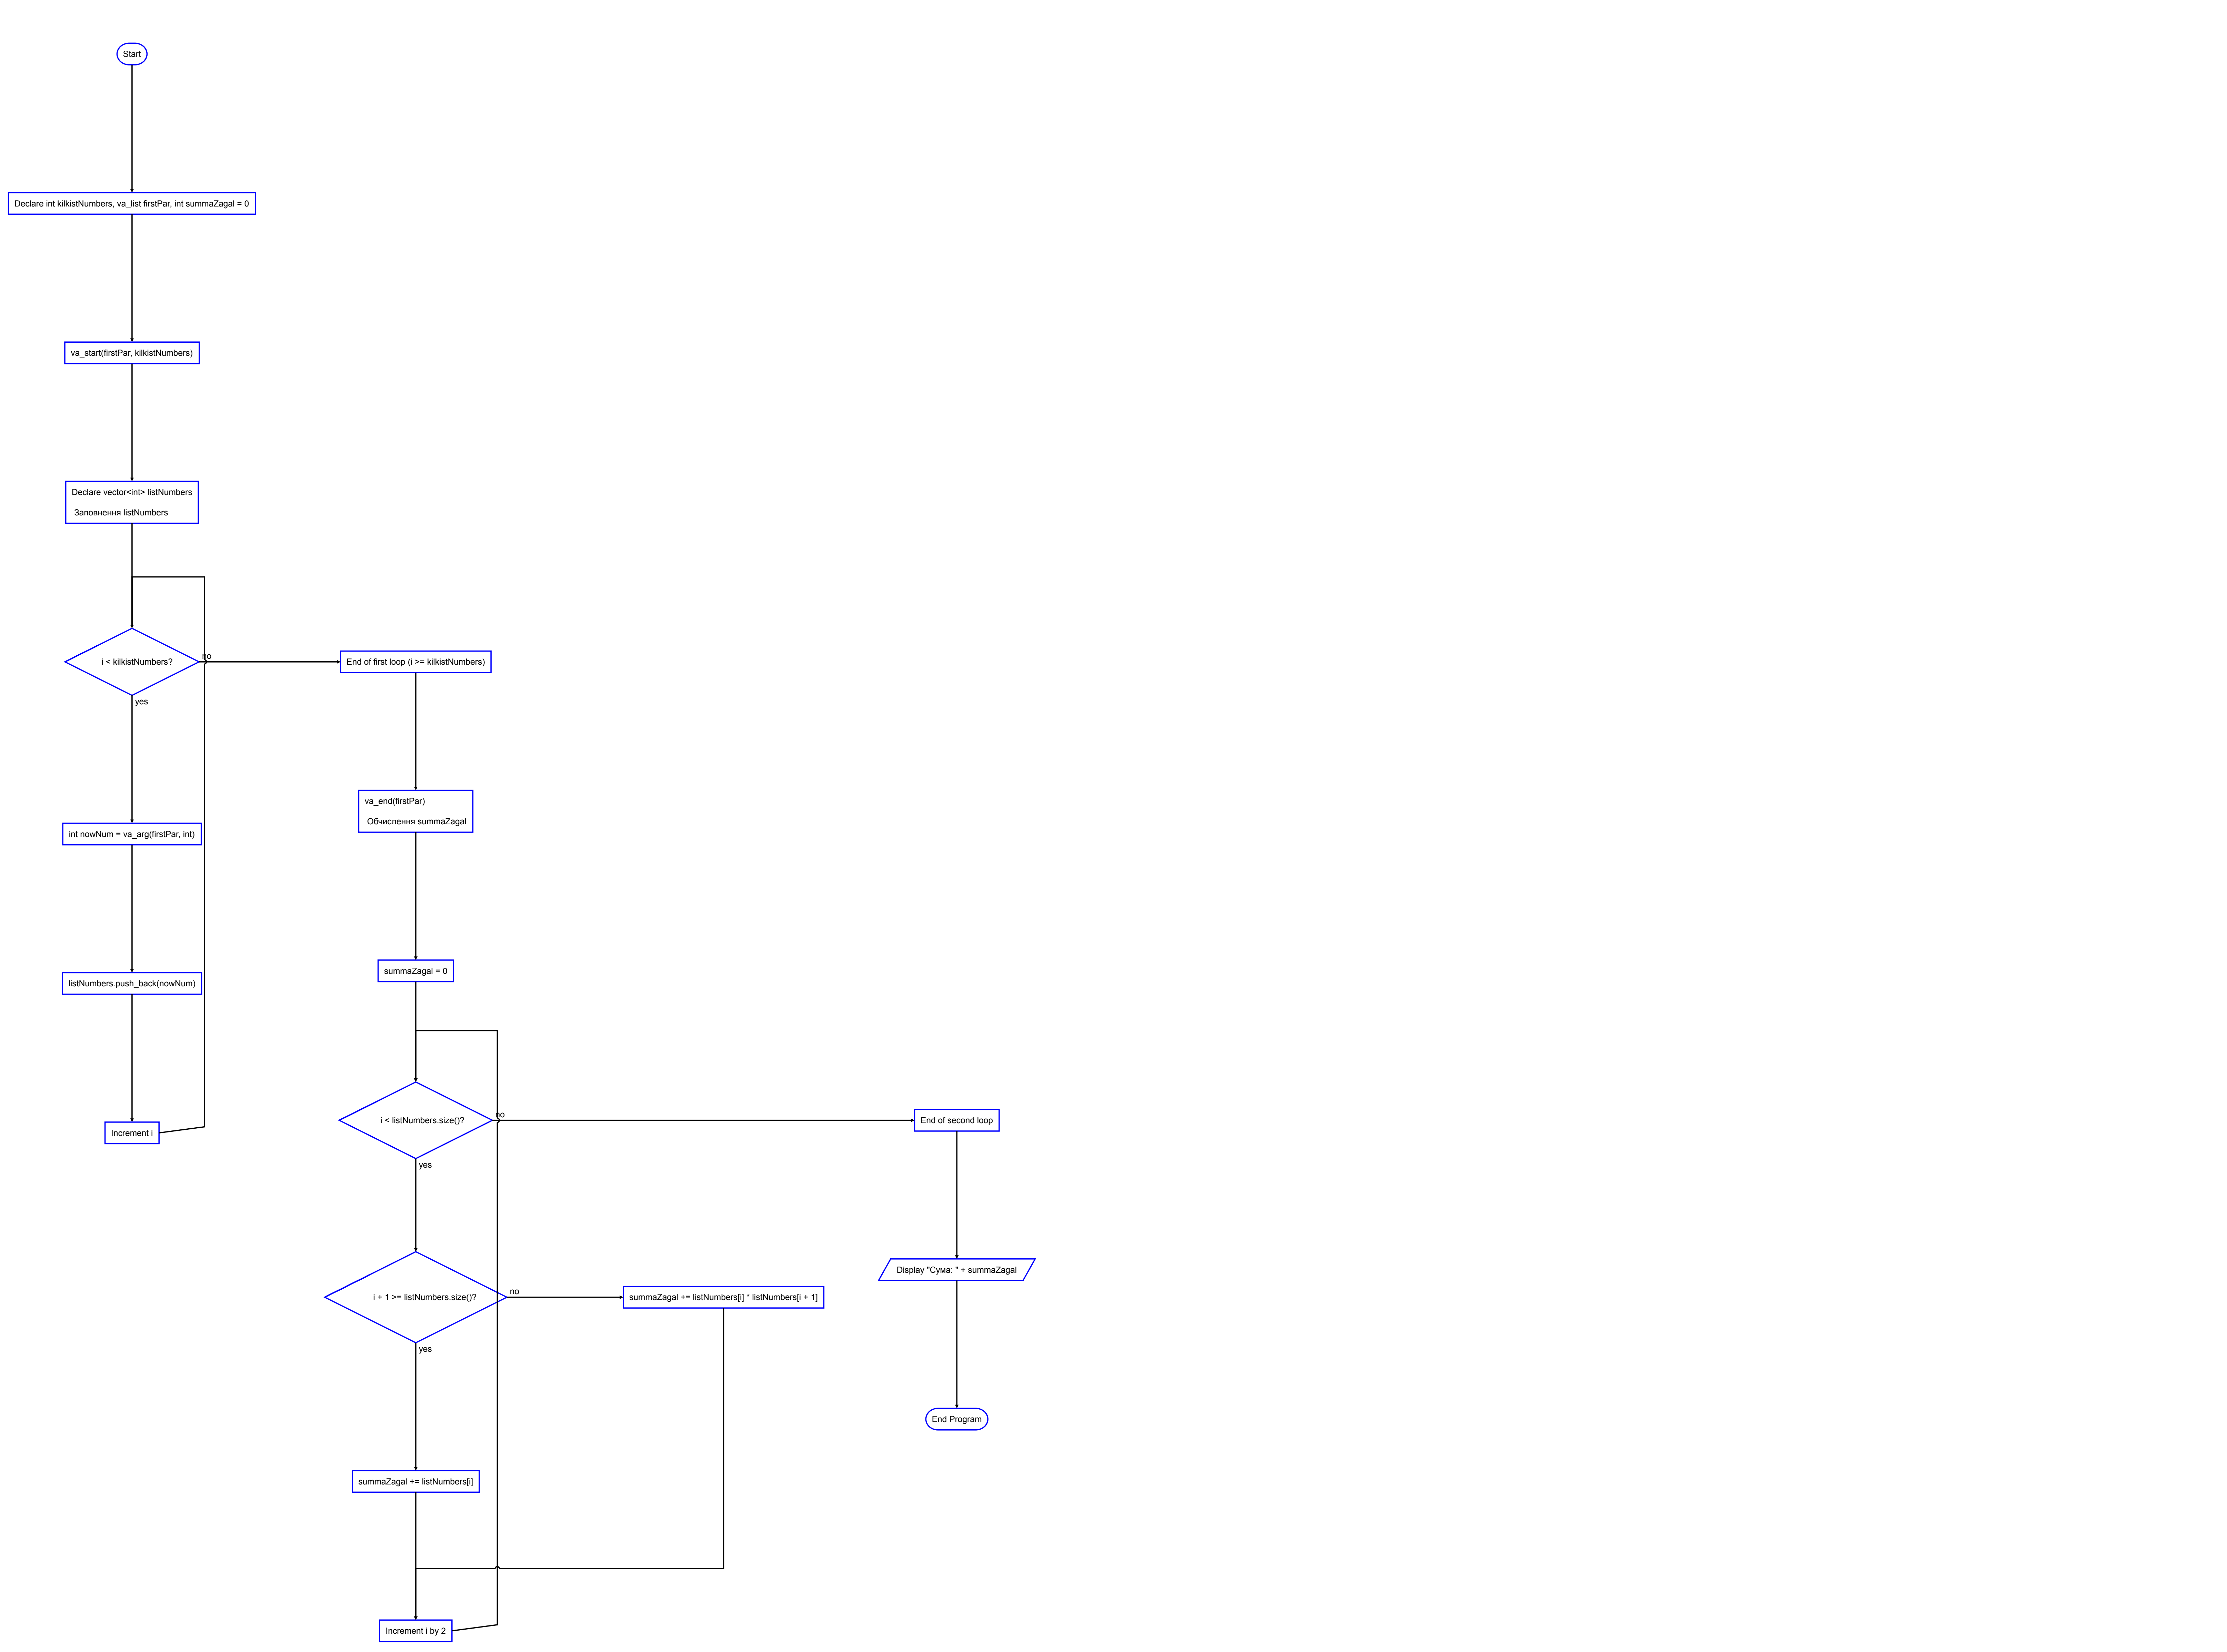 Start
Declare int kilkistNumbers, va_list firstPar, int summaZagal = 0
va_start(firstPar, kilkistNumbers)
Declare vector<int> listNumbers
Заповнення listNumbers
i < kilkistNumbers?
no
yes
End of first loop (i >= kilkistNumbers)
int nowNum = va_arg(firstPar, int)
listNumbers.push_back(nowNum)
Increment i
va_end(firstPar)
Обчислення summaZagal
summaZagal = 0
i < listNumbers.size()?
no
yes
i + 1 >= listNumbers.size()?
no
yes
summaZagal += listNumbers[i] * listNumbers[i + 1]
summaZagal += listNumbers[i]
Increment i by 2
End of second loop
Display "Сума: " + summaZagal
End Program